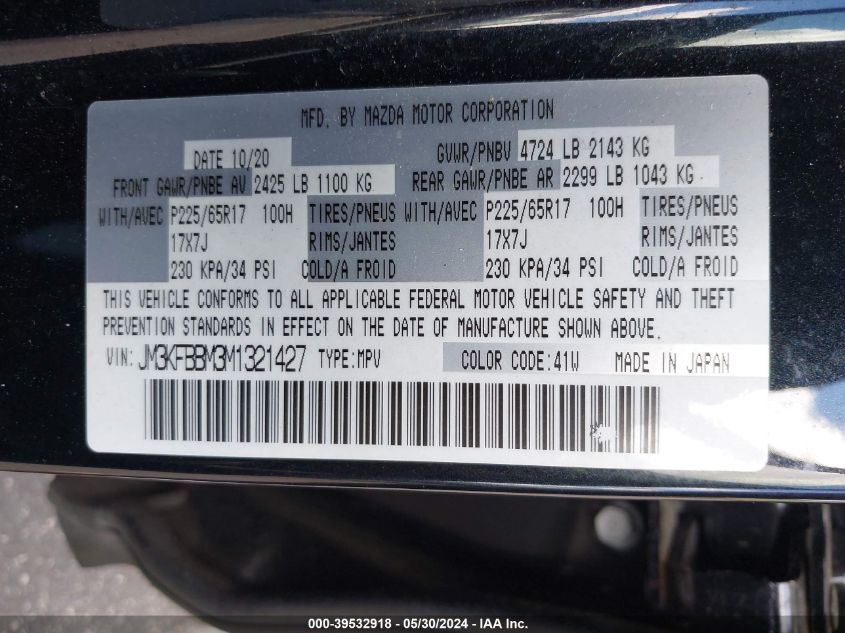 MFD. BY MAZDA MOTOR CORPORATION
DATE 10/20 GVWR/PNBV 4724 LB 2143 KG
FRONT GAWR/PNBE AV 2425 LB 1100 KG REAR GAWR/PNBE AR 2299 LB 1043 KG
WITH/AVEC P225/65R17 100H TIRES/PNEUS WITH/AVEC P225/65R17 100H TIRES/PNEUS
17X7J RIMS/JANTES 17X7J RIMS/JANTES
230 KPA/34 PSI COLD/A FROID 230 KPA/34 PSI COLD/A FROID
THIS VEHICLE CONFORMS TO ALL APPLICABLE FEDERAL MOTOR VEHICLE SAFETY AND THEFT
PREVENTION STANDARDS IN EFFECT ON THE DATE OF MANUFACTURE SHOWN ABOVE.
VIN: JM3KFBBM3M1321427 TYPE:MPV COLOR CODE:41W MADE IN JAPAN
000-39532918 - 05/30/2024 - IAA Inc.